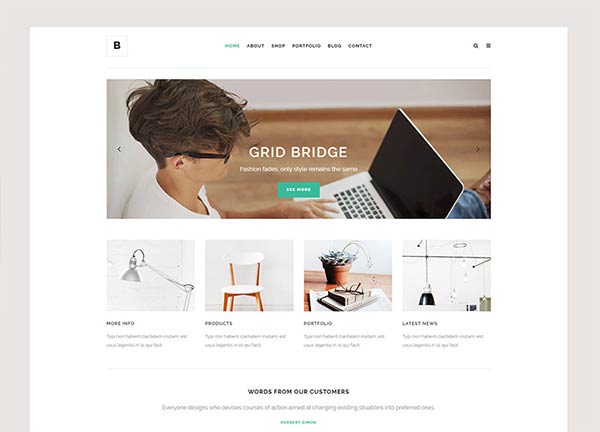 B
HOME ABOUT SHOP PORTFOLIO BLOG CONTACT
GRID BRIDGE
Fashion fades, only style remains the same
SEE MORE
MORE INFO
Typi non habent claritatem insitam; est
usus legentis in iis qui facit.
PRODUCTS
Typi non habent claritatem insitam; est
usus legentis in iis qui facit.
PORTFOLIO
Typi non habent claritatem insitam; est
usus legentis in iis qui facit.
LATEST NEWS
Typi non habent claritatem insitam; est
usus legentis in iis qui facit.
WORDS FROM OUR CUSTOMERS
Everyone designs who devises courses of action aimed at changing existing situations into preferred ones.
HERBERT SIMON